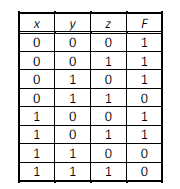 x y z F
0 0 0 1
0 0 1 1
0 1 0 1
0 1 1 0
1 0 0 1
1 0 1 1
1 1 0 0
1 1 1 0